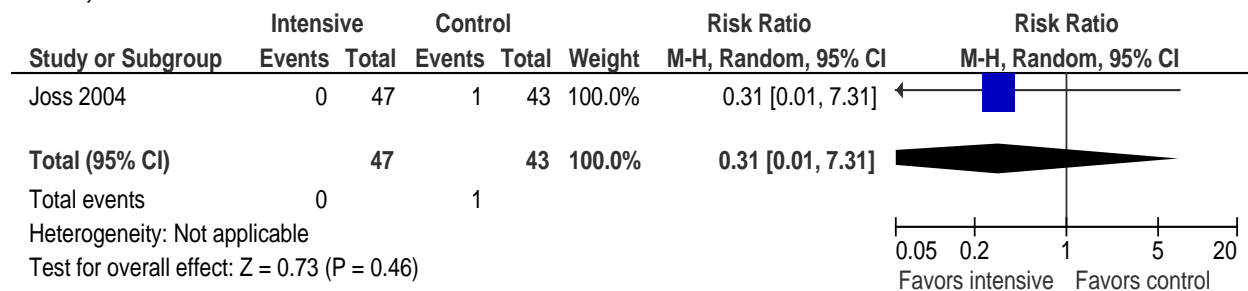 Intensive Control Risk Ratio Risk Ratio
Study or Subgroup Events Total Events Total Weight M-H, Random, 95% CI M-H, Random, 95% CI
Joss 2004 0 47 1 43 100.0% 0.31 [0.01, 7.31]
Total (95% CI) 47 43 100.0% 0.31 [0.01, 7.31]
Total events 0 1
Heterogeneity: Not applicable
Test for overall effect: Z = 0.73 (P = 0.46)
0.05 0.2 1 5 20
Favors intensive Favors control